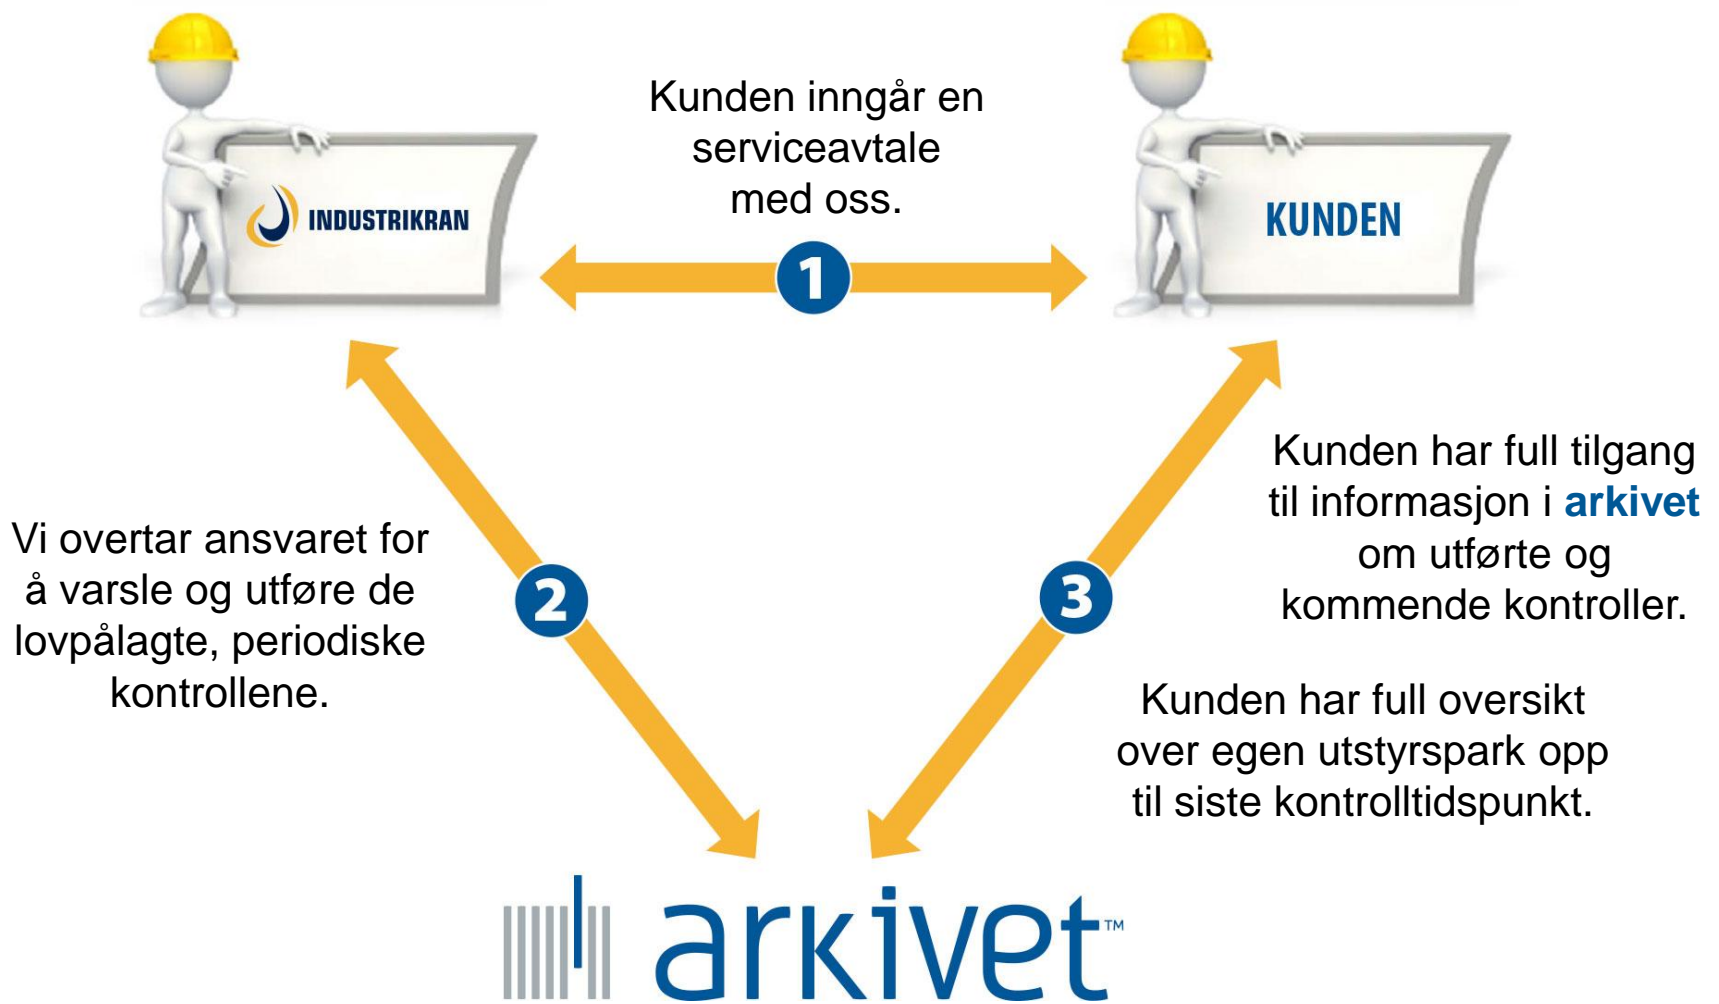 Kunden inngår en
serviceavtale
med oss.
INDUSTRIKRAN
KUNDEN
1
Vi overtar ansvaret for
å varsle og utføre de
lovpålagte, periodiske
kontrollene.
2
3
Kunden har full tilgang
til informasjon i arkivet
om utførte og
kommende kontroller.
Kunden har full oversikt
over egen utstyrspark opp
til siste kontrolltidspunkt.
arkivet™